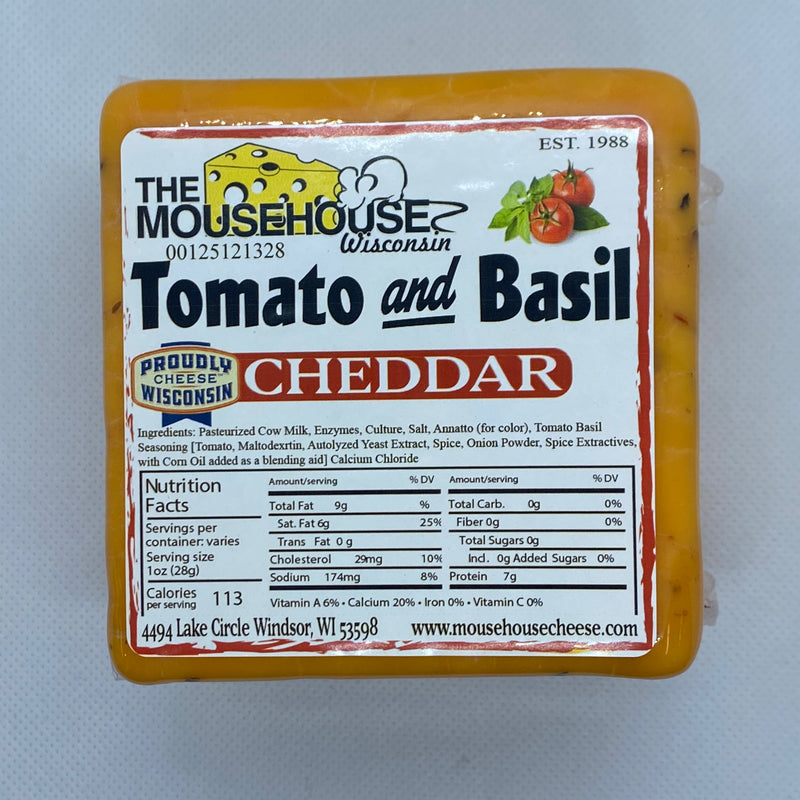 EST. 1988
THE
MOUSEHOUSE
Wisconsin
00125121328
Tomato and Basil
PROUDLY
CHEESE
WISCONSIN
CHEDDAR
Ingredients: Pasteurized Cow Milk, Enzymes, Culture, Salt, Annatto (for color), Tomato Basil
Seasoning [Tomato, Maltodexrtin, Autolyzed Yeast Extract, Spice, Onion Powder, Spice Extractives,
with Corn Oil added as a blending aid] Calcium Chloride
Nutrition
Facts
Servings per
container: varies
Serving size
1oz (28g)
Calories
per serving 113
Amount/serving % DV
Total Fat 9g %
Sat. Fat 6g 25%
Trans Fat 0 g
Cholesterol 29mg 10%
Sodium 174mg 8%
Amount/serving % DV
Total Carb. 0g 0%
Fiber 0g 0%
Total Sugars 0g
Incl. 0g Added Sugars 0%
Protein 7g
Vitamin A 6% • Calcium 20% • Iron 0% • Vitamin C 0%
4494 Lake Circle Windsor, WI 53598 www.mousehousecheese.com